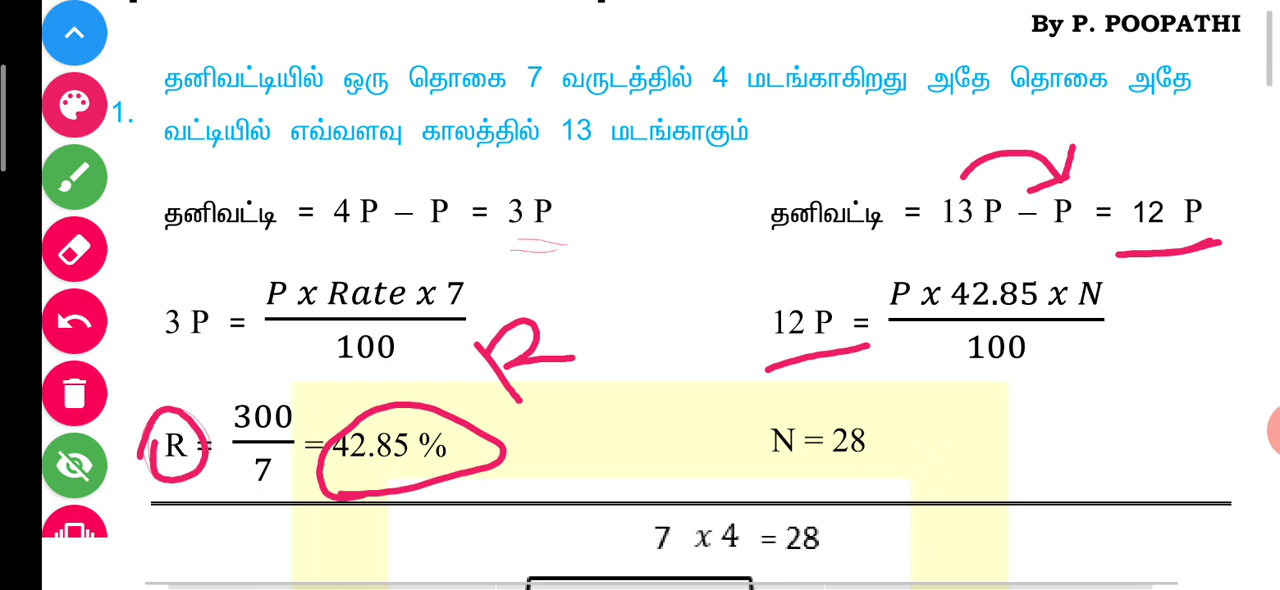 By P. POOPATHI
1. தனிவட்டியில் ஒரு தொகை 7 வருடத்தில் 4 மடங்காகிறது அதே தொகை அதே
வட்டியில் எவ்வளவு காலத்தில் 13 மடங்காகும்
தனிவட்டி = 4 P – P = 3 P
3 P = P x Rate x 7 / 100
R
R = 300 / 7 = 42.85 %
தனிவட்டி = 13 P – P = 12 P
12 P = P x 42.85 x N / 100
N = 28
7 x 4 = 28